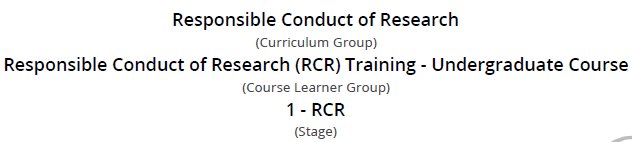 Responsible Conduct of Research
(Curriculum Group)
Responsible Conduct of Research (RCR) Training - Undergraduate Course
(Course Learner Group)
1 - RCR
(Stage)